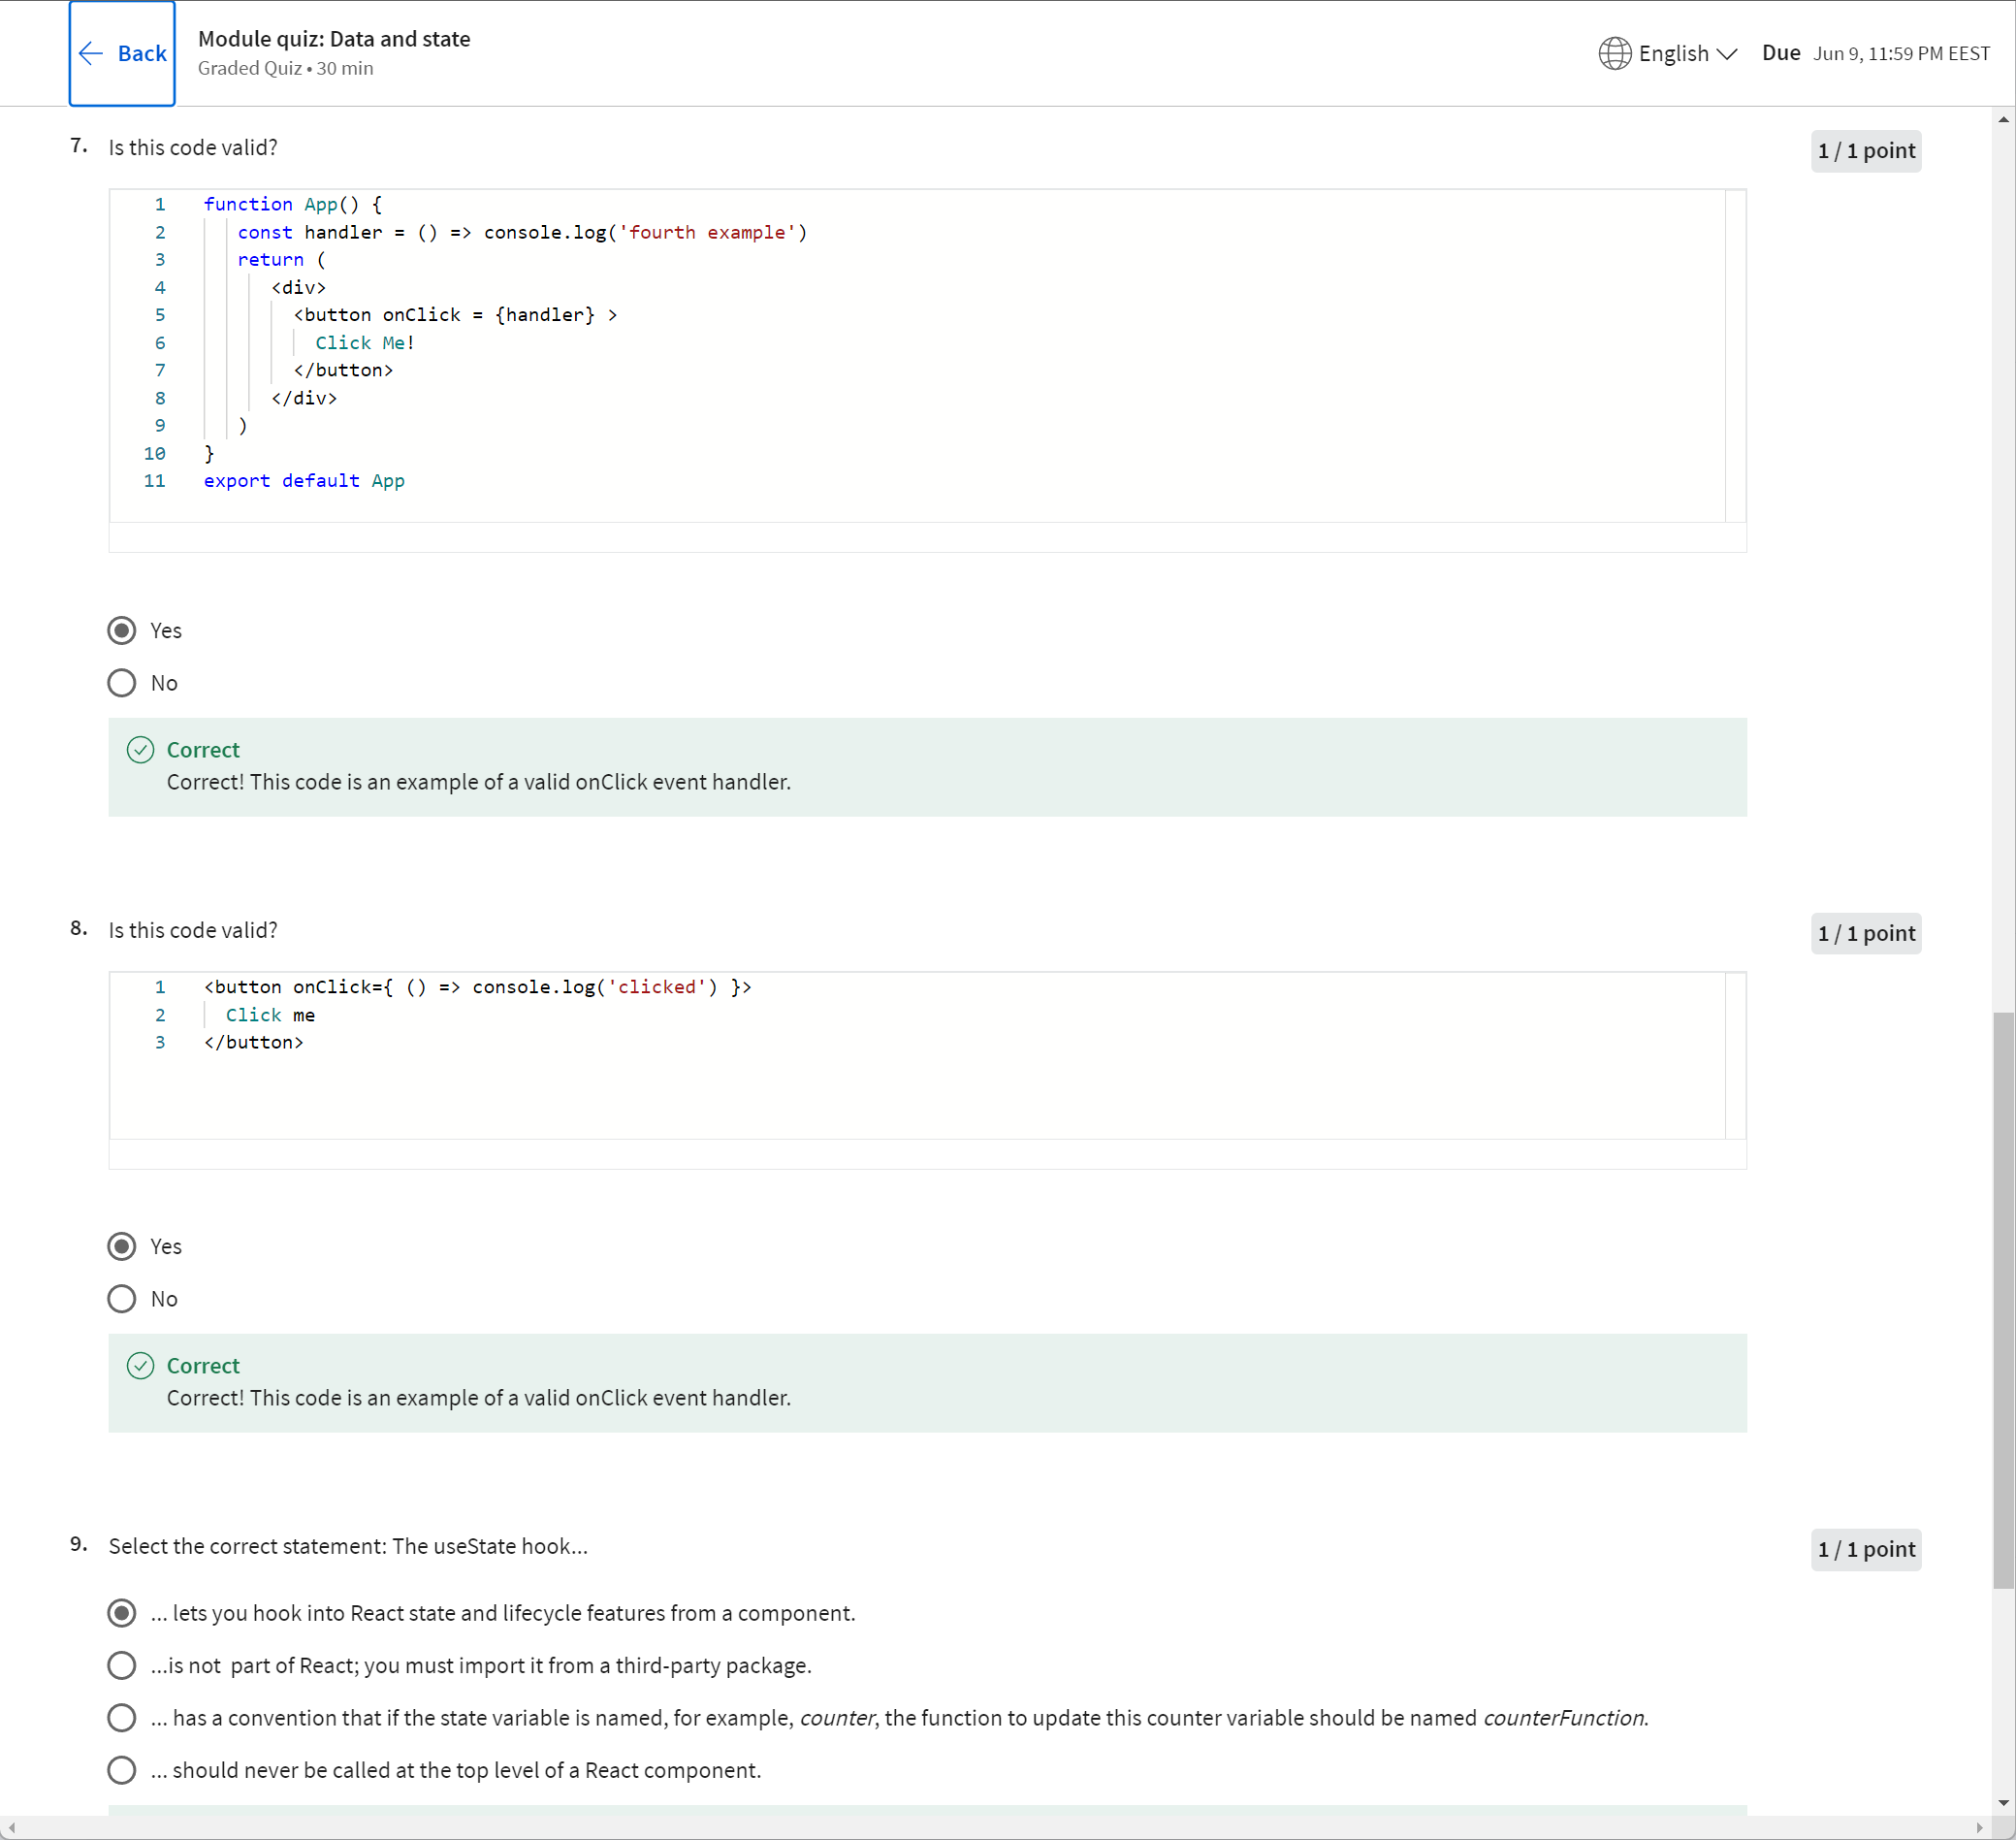 Back
Module quiz: Data and state
Graded Quiz • 30 min
English
Due Jun 9, 11:59 PM EEST
7. Is this code valid?
1 / 1 point
1 function App() {
2 const handler = () => console.log('fourth example')
3 return (
4 <div>
5 <button onClick = {handler} >
6 Click Me!
7 </button>
8 </div>
9 )
10 }
11 export default App
Yes
No
Correct
Correct! This code is an example of a valid onClick event handler.
8. Is this code valid?
1 / 1 point
1 <button onClick={ () => console.log('clicked') }>
2 Click me
3 </button>
Yes
No
Correct
Correct! This code is an example of a valid onClick event handler.
9. Select the correct statement: The useState hook...
1 / 1 point
... lets you hook into React state and lifecycle features from a component.
...is not  part of React; you must import it from a third-party package.
... has a convention that if the state variable is named, for example, counter, the function to update this counter variable should be named counterFunction.
... should never be called at the top level of a React component.